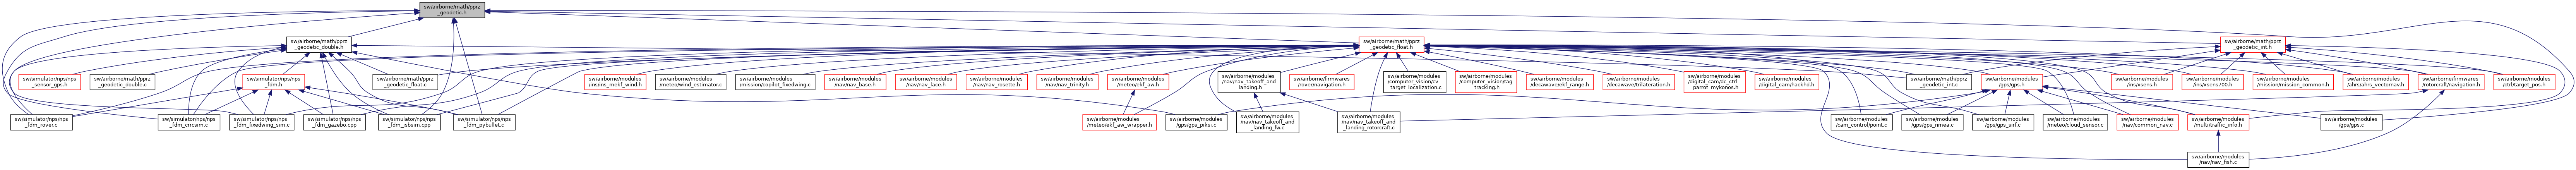 sw/airborne/math/pprz
_geodetic.h
sw/airborne/math/pprz
_geodetic_double.h
sw/airborne/math/pprz
_geodetic_float.h
sw/airborne/math/pprz
_geodetic_int.h
sw/simulator/nps/nps
_sensor_gps.h
sw/airborne/math/pprz
_geodetic_double.c
sw/simulator/nps/nps
_fdm.h
sw/airborne/math/pprz
_geodetic_float.c
sw/airborne/modules
/ins/ins_mekf_wind.h
sw/airborne/modules
/meteo/wind_estimator.c
sw/airborne/mission
/mission/copilot_fixedwing.c
sw/airborne/modules
/nav/nav_base.h
sw/airborne/modules
/nav/nav_lace.h
sw/airborne/modules
/nav/nav_rosette.h
sw/airborne/modules
/nav/nav_trinity.h
sw/airborne/modules
/meteo/ekf_aw.h
sw/airborne/modules
/nav/nav_takeoff_and
_landing.h
sw/airborne/firmwares
/rover/navigation.h
sw/airborne/modules
/computer_vision/cv
_target_localization.c
sw/airborne/modules
/computer_vision/tag
_tracking.h
sw/airborne/modules
/decawave/ekf_range.h
sw/airborne/modules
/decawave/trilateration.h
sw/airborne/modules
/digital_cam/dc_ctrl
_parrot_mykonos.h
sw/airborne/modules
/digital_cam/hackhd.h
sw/airborne/math/pprz
_geodetic_int.c
sw/airborne/modules
/gps/gps.h
sw/airborne/modules
/ins/xsens.h
sw/airborne/modules
/ins/xsens700.h
sw/airborne/modules
/mission/mission_common.h
sw/airborne/modules
/ahrs/ahrs_vectornav.h
sw/airborne/firmwares
/rotorcraft/navigation.h
sw/airborne/modules
/ctrl/target_pos.h
sw/simulator/nps/nps
_fdm_rover.c
sw/simulator/nps/nps
_fdm_crrcsim.c
sw/simulator/nps/nps
_fdm_fixedwing_sim.c
sw/simulator/nps/nps
_fdm_gazebo.cpp
sw/simulator/nps/nps
_fdm_jsbsim.cpp
sw/simulator/nps/nps
_fdm_pybullet.c
sw/airborne/modules
/meteo/ekf_aw_wrapper.h
sw/airborne/modules
/gps/gps_piksi.c
sw/airborne/modules
/nav/nav_takeoff_and
_landing_fw.c
sw/airborne/modules
/nav/nav_takeoff_and
_landing_rotorcraft.c
sw/airborne/modules
/cam_control/point.c
sw/airborne/modules
/gps/gps_nmea.c
sw/airborne/modules
/gps/gps_sirf.c
sw/airborne/modules
/meteo/cloud_sensor.c
sw/airborne/modules
/nav/common_nav.c
sw/airborne/modules
/multi/traffic_info.h
sw/airborne/modules
/gps/gps.c
sw/airborne/modules
/nav/nav_fish.c